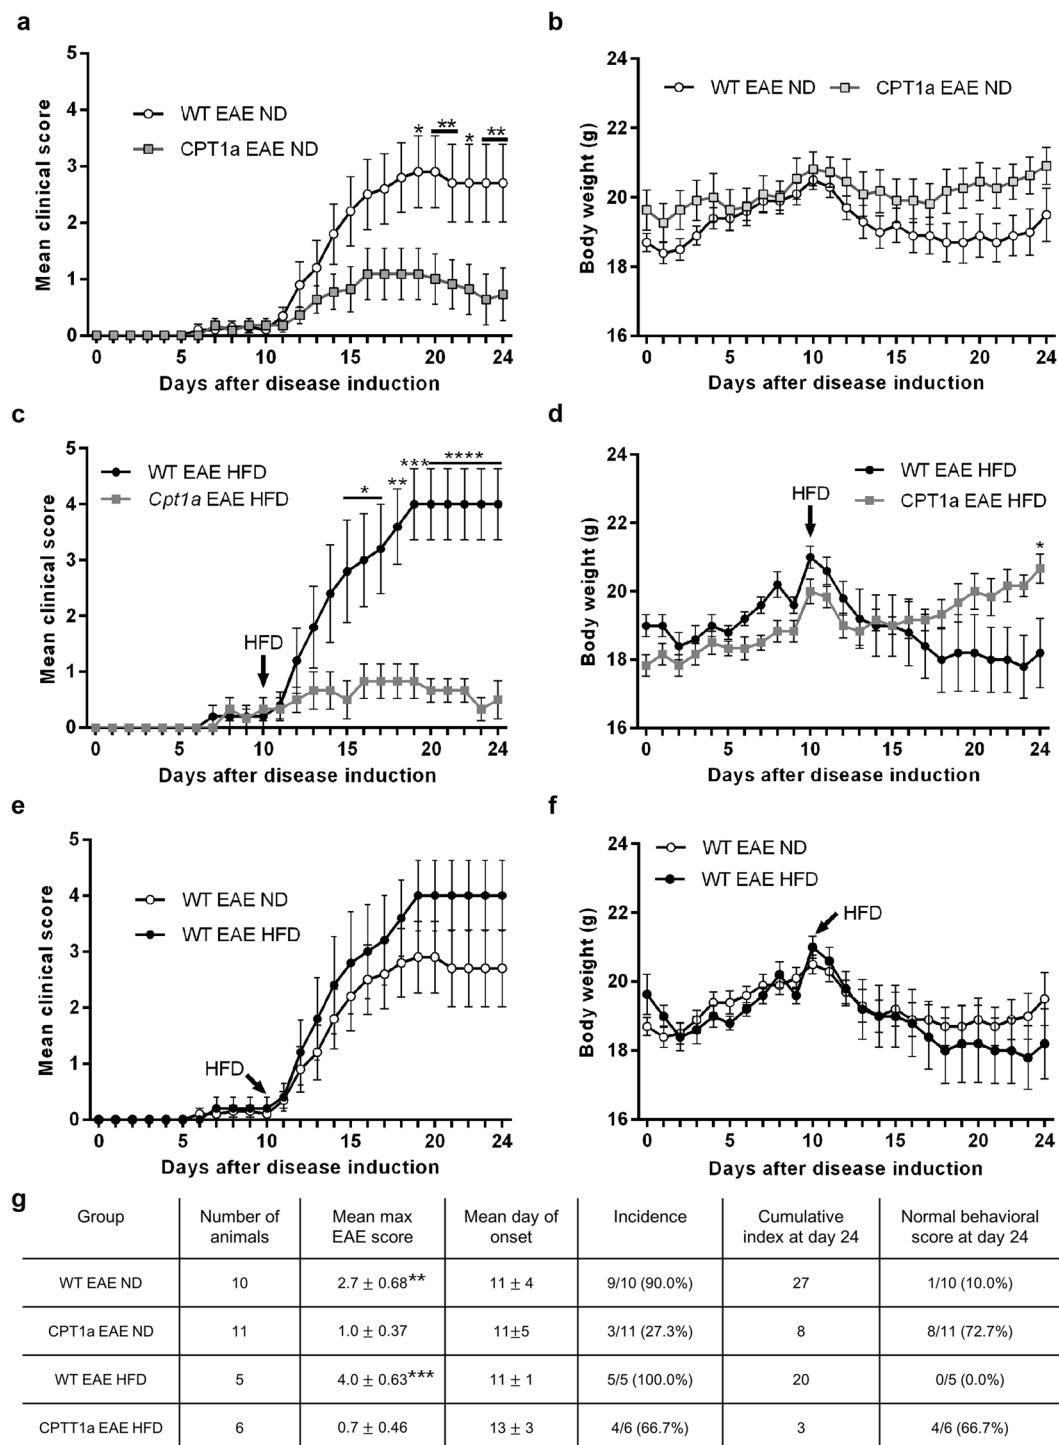 a
5
4
3
2
1
0
Mean clinical score
WT EAE ND
CPT1a EAE ND
* ** * **
0 5 10 15 20 24
Days after disease induction
b
24
22
20
18
16
Body weight (g)
WT EAE ND CPT1a EAE ND
0 5 10 15 20 24
Days after disease induction
c
5
4
3
2
1
0
Mean clinical score
WT EAE HFD
Cpt1a EAE HFD
* ** *** ****
HFD
0 5 10 15 20 24
Days after disease induction
d
24
22
20
18
16
Body weight (g)
WT EAE HFD
CPT1a EAE HFD
HFD
*
0 5 10 15 20 24
Days after disease induction
e
5
4
3
2
1
0
Mean clinical score
WT EAE ND
WT EAE HFD
HFD
0 5 10 15 20 24
Days after disease induction
f
24
22
20
18
16
Body weight (g)
WT EAE ND
WT EAE HFD
HFD
0 5 10 15 20 24
Days after disease induction
g
Group Number of animals Mean max EAE score Mean day of onset Incidence Cumulative index at day 24 Normal behavioral score at day 24
WT EAE ND 10 2.7 ± 0.68** 11 ± 4 9/10 (90.0%) 27 1/10 (10.0%)
CPT1a EAE ND 11 1.0 ± 0.37 11±5 3/11 (27.3%) 8 8/11 (72.7%)
WT EAE HFD 5 4.0 ± 0.63*** 11 ± 1 5/5 (100.0%) 20 0/5 (0.0%)
CPTT1a EAE HFD 6 0.7 ± 0.46 13 ± 3 4/6 (66.7%) 3 4/6 (66.7%)